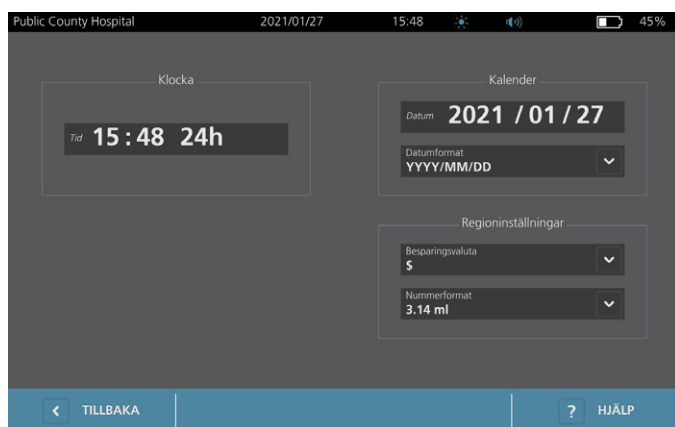 Public County Hospital 2021/01/27 15:48 45%
Klocka
Tid 15:48 24h
Kalender
Datum 2021 / 01 / 27
Datumformat
YYYY/MM/DD
Regioninställningar
Besparingsvaluta
$
Nummerformat
3.14 ml
TILLBAKA
? HJÄLP